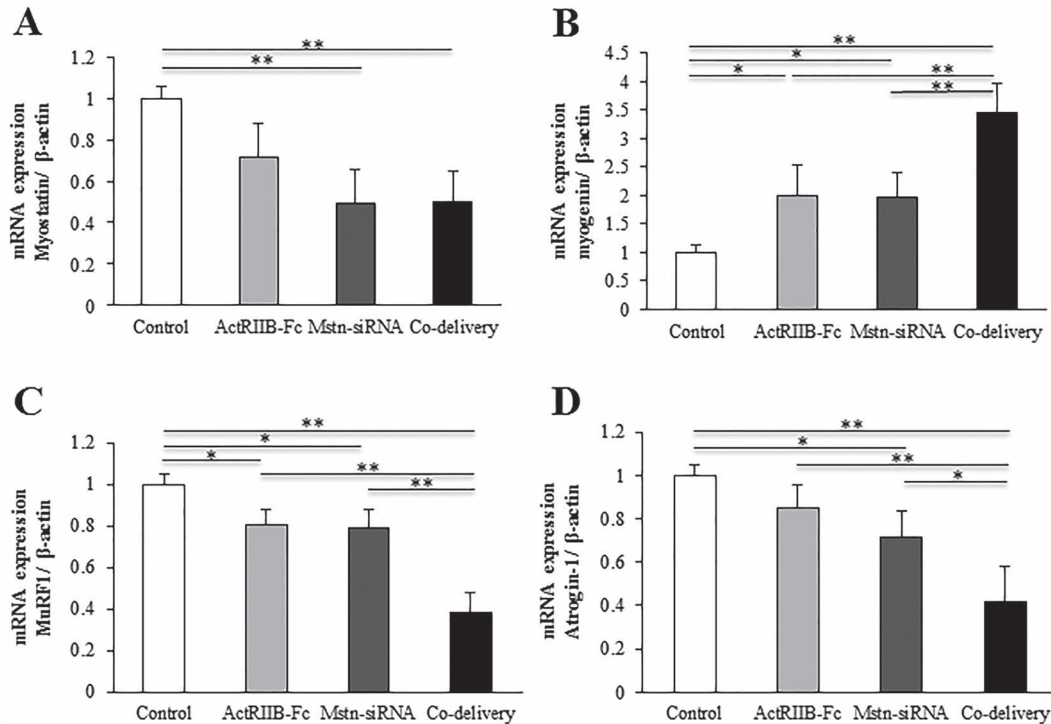 A
mRNA expression
Myostatin/ β-actin
1.2
1
0.8
0.6
0.4
0.2
0
**
**
Control
ActRIIB-Fc
Mstn-siRNA
Co-delivery
B
mRNA expression
myogenin/ β-actin
4.5
4
3.5
3
2.5
2
1.5
1
0.5
0
**
*
*
**
**
Control
ActRIIB-Fc
Mstn-siRNA
Co-delivery
C
mRNA expression
MuRF1/ β-actin
1.2
1
0.8
0.6
0.4
0.2
0
**
*
*
**
**
Control
ActRIIB-Fc
Mstn-siRNA
Co-delivery
D
mRNA expression
Atrogin-1/ β-actin
1.2
1
0.8
0.6
0.4
0.2
0
**
*
**
*
Control
ActRIIB-Fc
Mstn-siRNA
Co-delivery